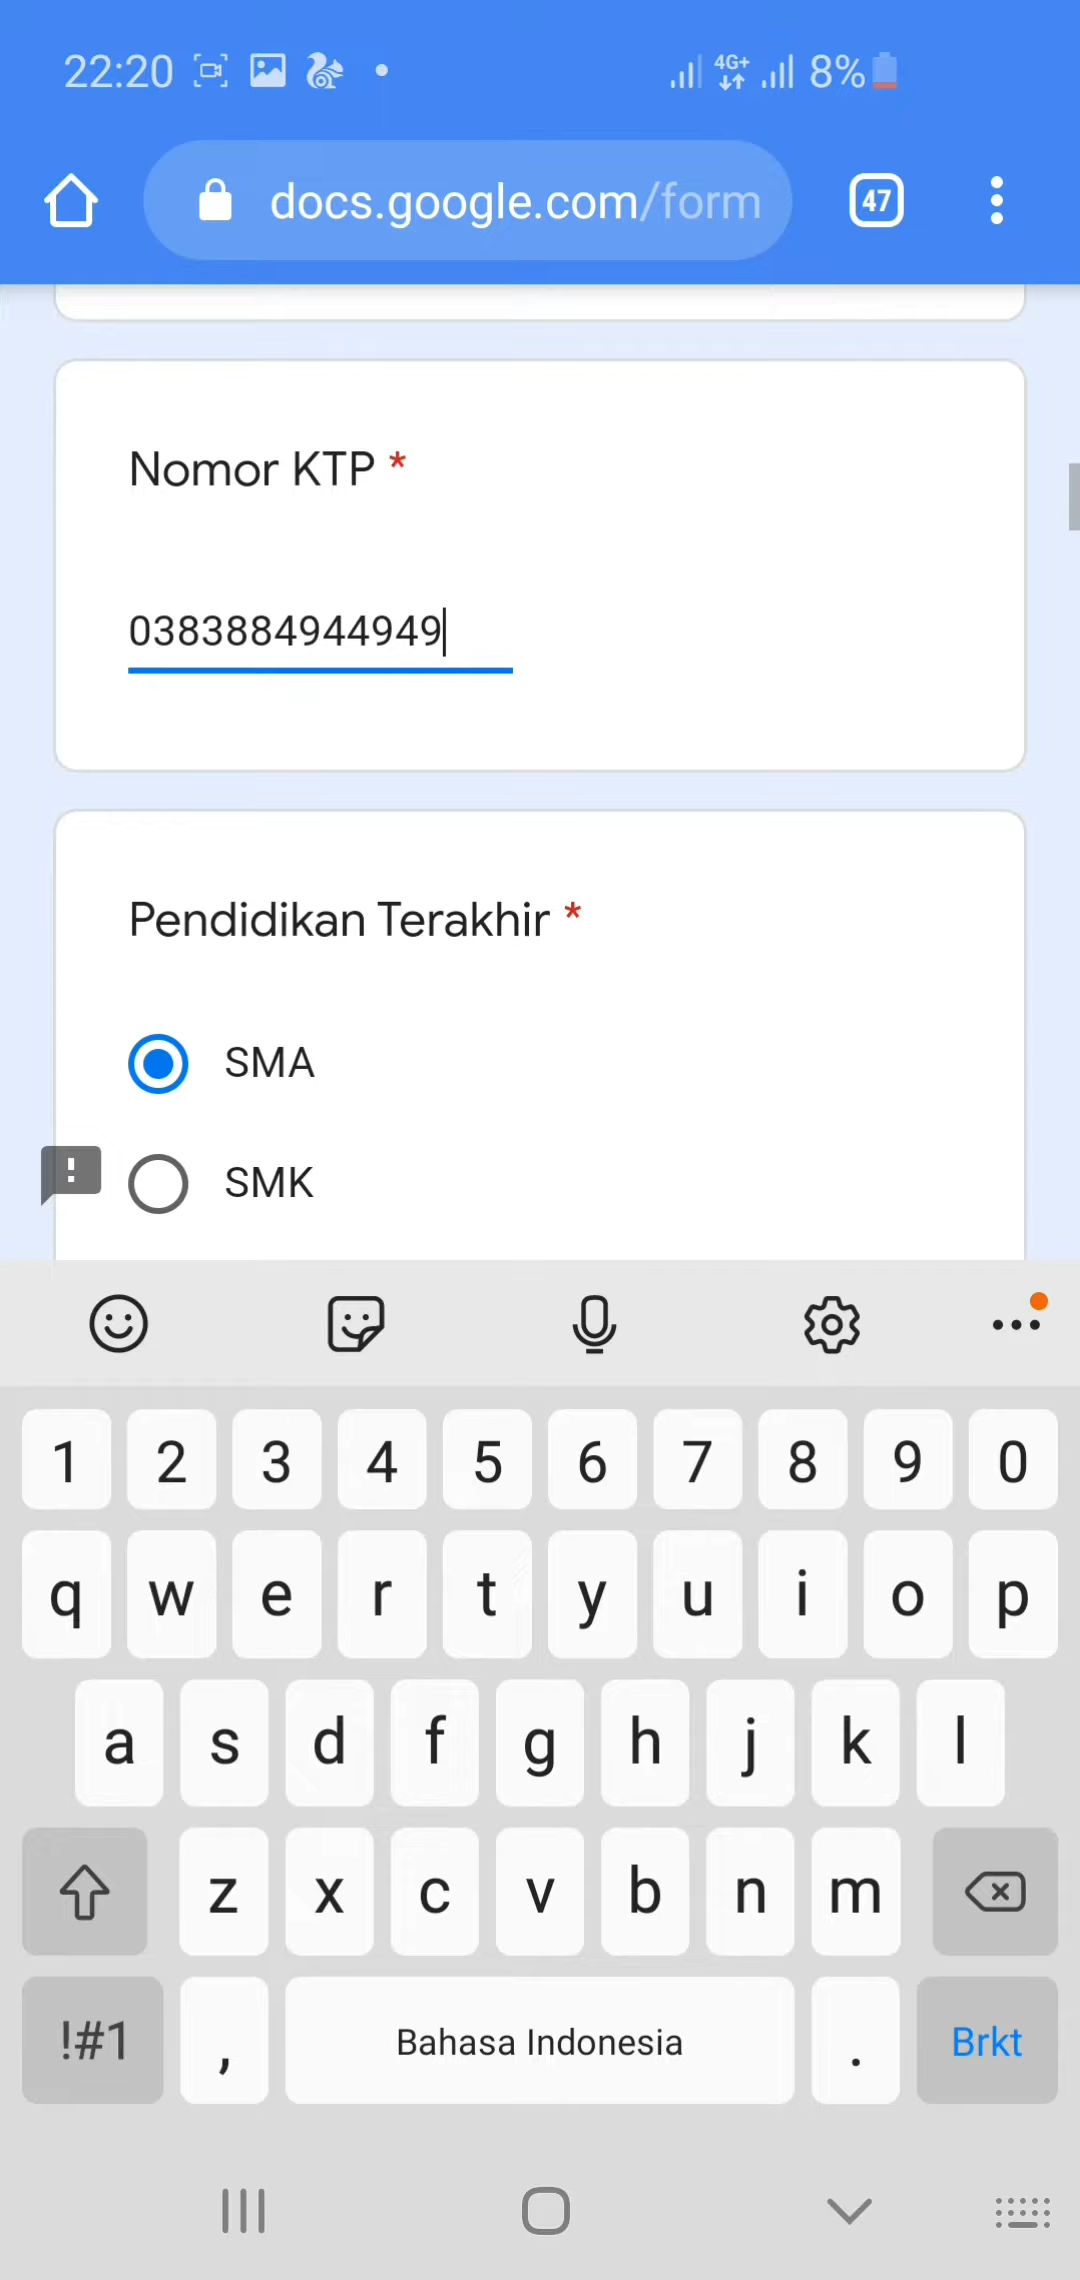 22:20 4G+ 8%
docs.google.com/form 47
Nomor KTP *
0383884944949
Pendidikan Terakhir *
SMA
SMK
1 2 3 4 5 6 7 8 9 0
q w e r t y u i o p
a s d f g h j k l
z x c v b n m
!#1 , Bahasa Indonesia . Brkt